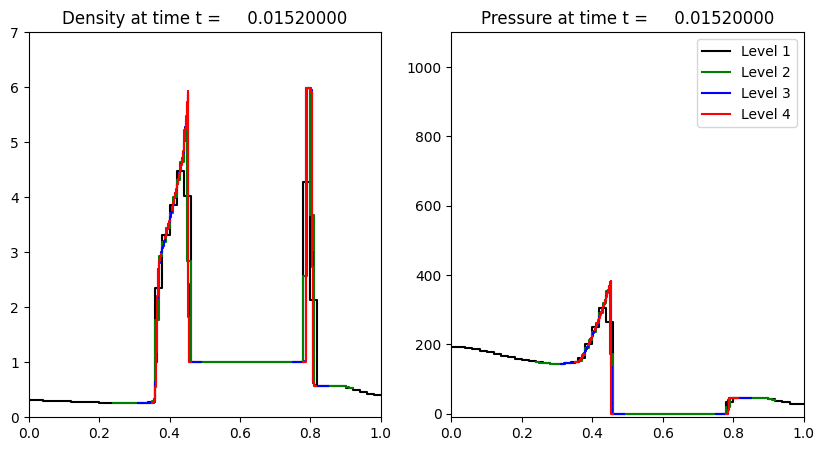 Density at time t = 0.01520000
7
6
5
4
3
2
1
0
0.0 0.2 0.4 0.6 0.8 1.0
Pressure at time t = 0.01520000
1000
800
600
400
200
0
0.0 0.2 0.4 0.6 0.8 1.0
Level 1
Level 2
Level 3
Level 4